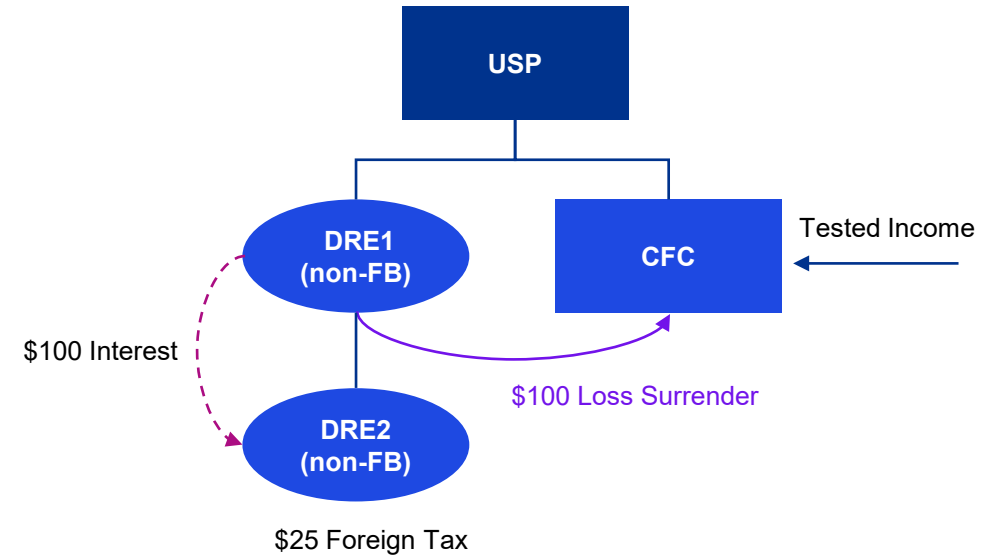 USP
DRE1
(non-FB)
CFC
Tested Income
$100 Interest
$100 Loss Surrender
DRE2
(non-FB)
$25 Foreign Tax